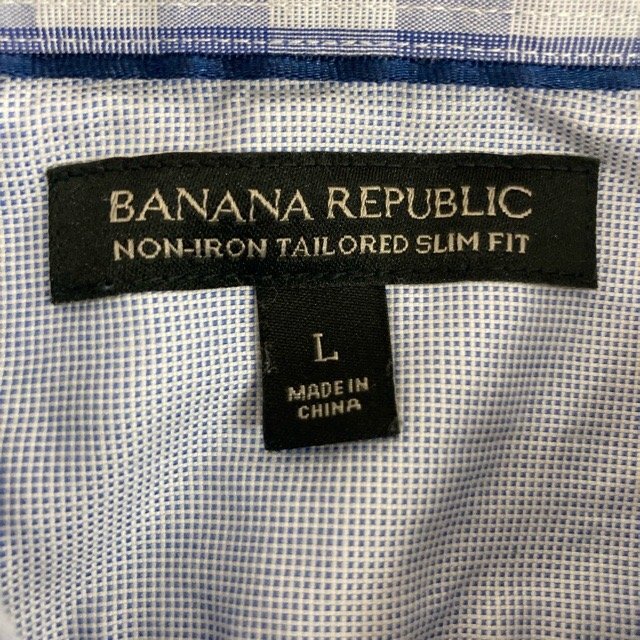 BANANA REPUBLIC
NON-IRON TAILORED SLIM FIT
L
MADE IN
CHINA